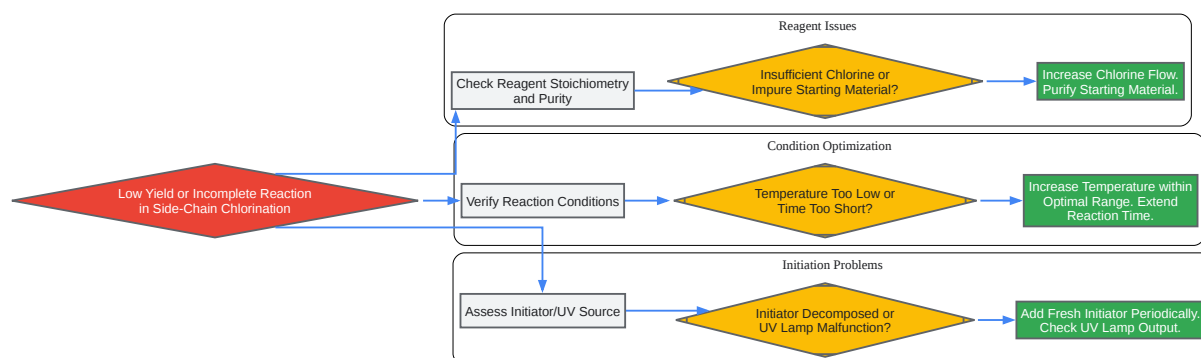 Reagent Issues
Check Reagent Stoichiometry
and Purity
Insufficient Chlorine or
Impure Starting Material?
Increase Chlorine Flow.
Purify Starting Material.
Low Yield or Incomplete Reaction
in Side-Chain Chlorination
Condition Optimization
Verify Reaction Conditions
Temperature Too Low or
Time Too Short?
Increase Temperature within
Optimal Range. Extend
Reaction Time.
Initiation Problems
Assess Initiator/UV Source
Initiator Decomposed or
UV Lamp Malfunction?
Add Fresh Initiator Periodically.
Check UV Lamp Output.